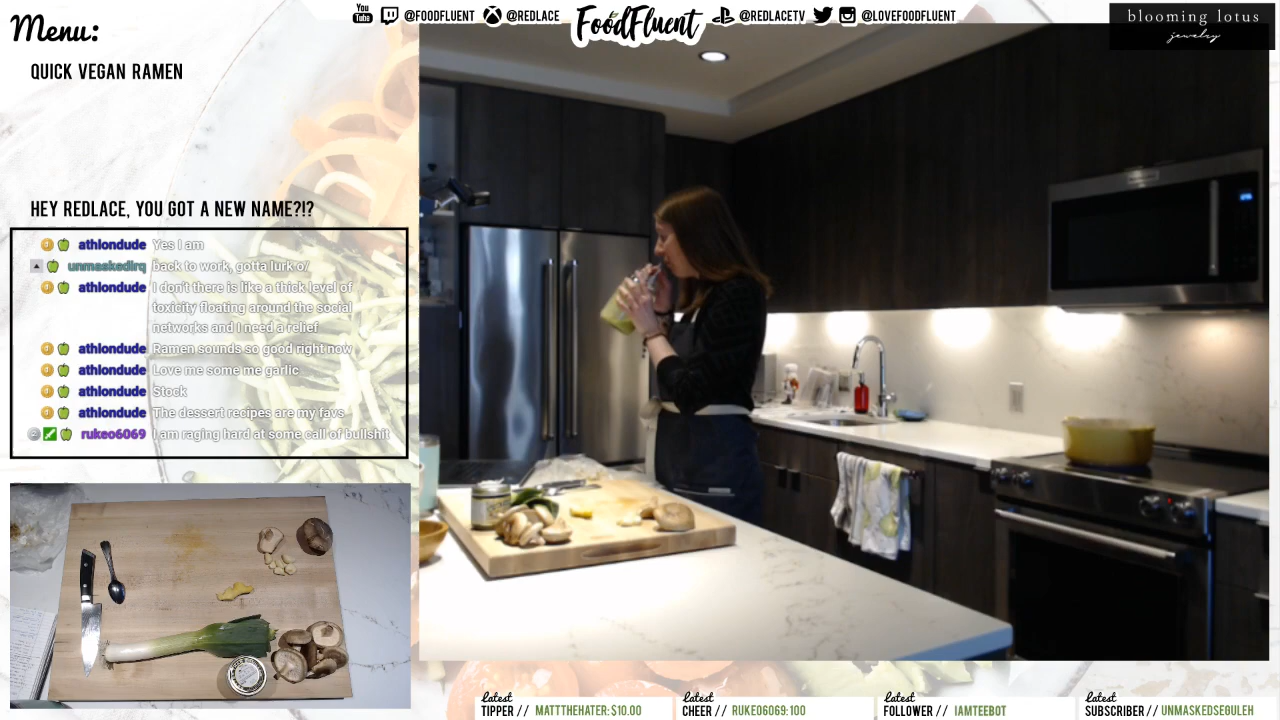 Menu:
@FOODFLUENT @REDLACE FoodFluent @REDLACETV @LOVEFOODFLUENT
You Tube
blooming lotus
jewelry
QUICK VEGAN RAMEN
HEY REDLACE, YOU GOT A NEW NAME?!?
athlondude Yes I am
unmaskedirq back to work, gotta lurk o/
athlondude I don't there is like a thick level of
toxicity floating around the social
networks and I need a relief
athlondude Ramen sounds so good right now
athlondude Love me some me garlic
athlondude Stock
athlondude The dessert recipes are my favs
rukeo6069 I am raging hard at some call of bullshit
latest
TIPPER // MATTTHEHATER: $10.00
latest
CHEER // RUKEO6069: 100
latest
FOLLOWER // IAMTEEBOT
latest
SUBSCRIBER // UNMASKEDSEGULEH